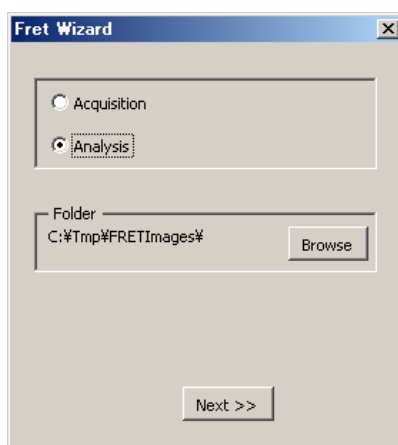 Fret Wizard
Acquisition
Analysis
Folder
C:¥Tmp¥FRETImages¥
Browse
Next >>